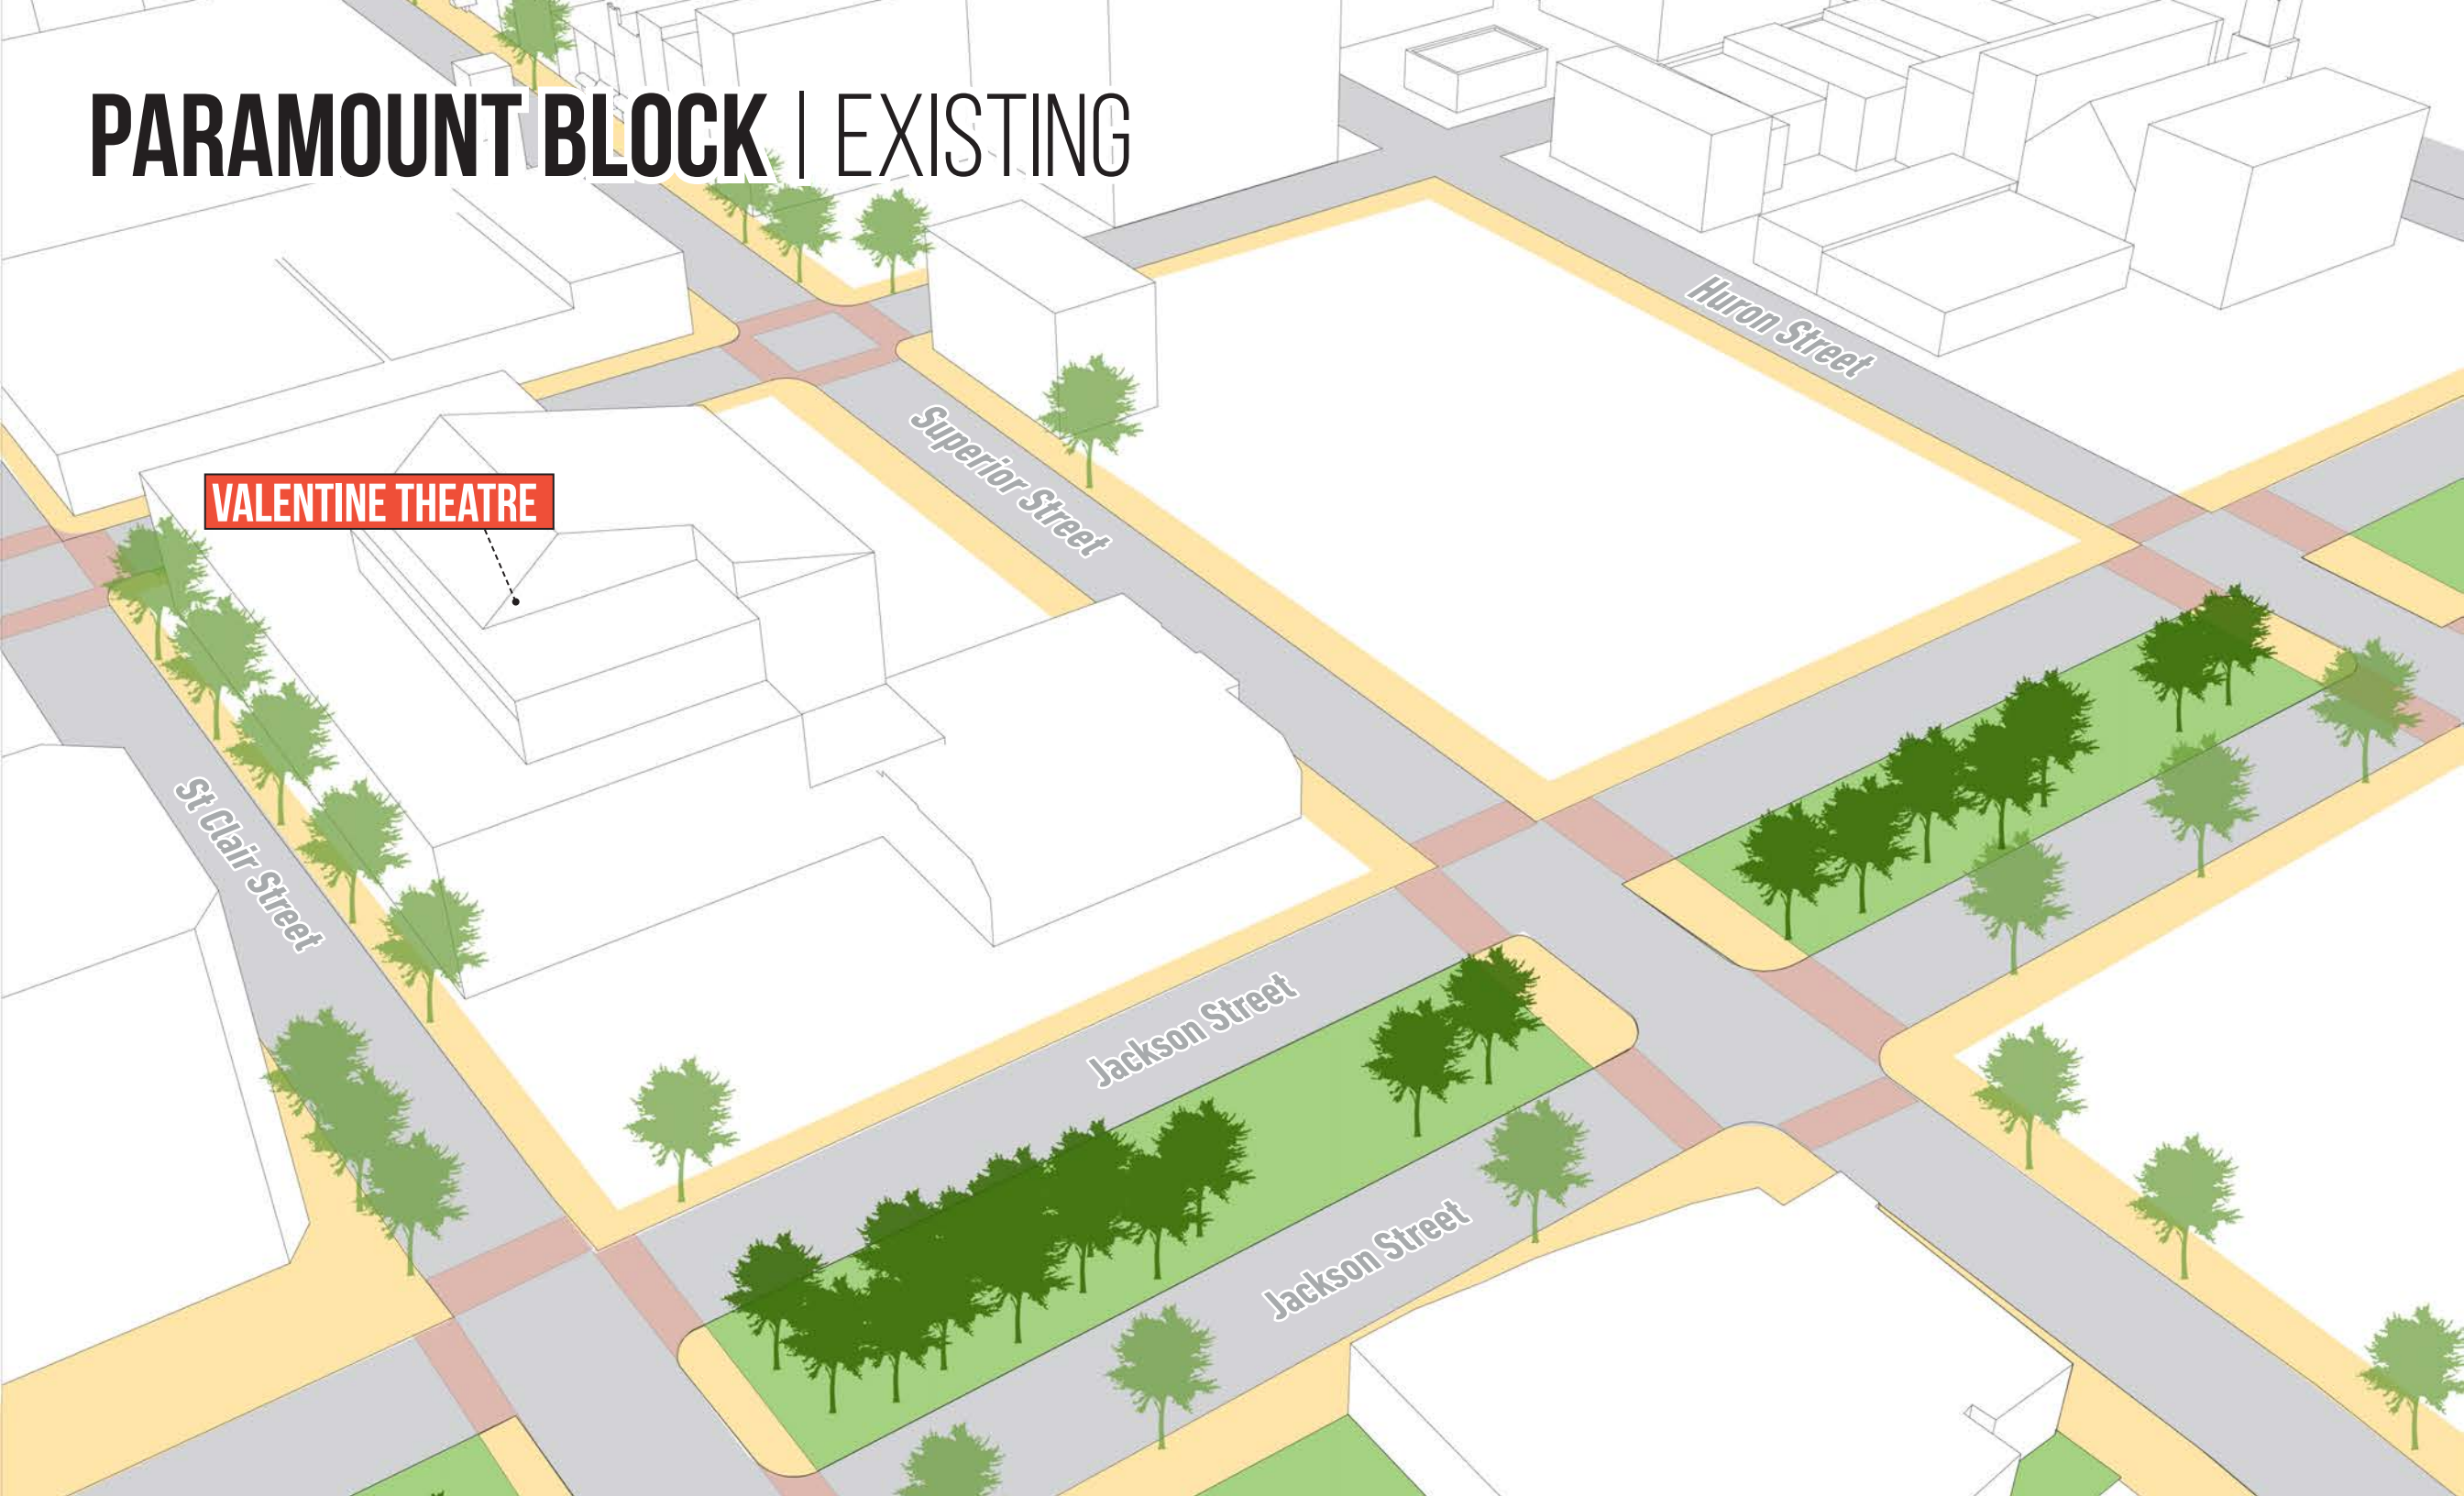 PARAMOUNT BLOCK | EXISTING
Huron Street
Superior Street
VALENTINE THEATRE
St Clair Street
Jackson Street
Jackson Street